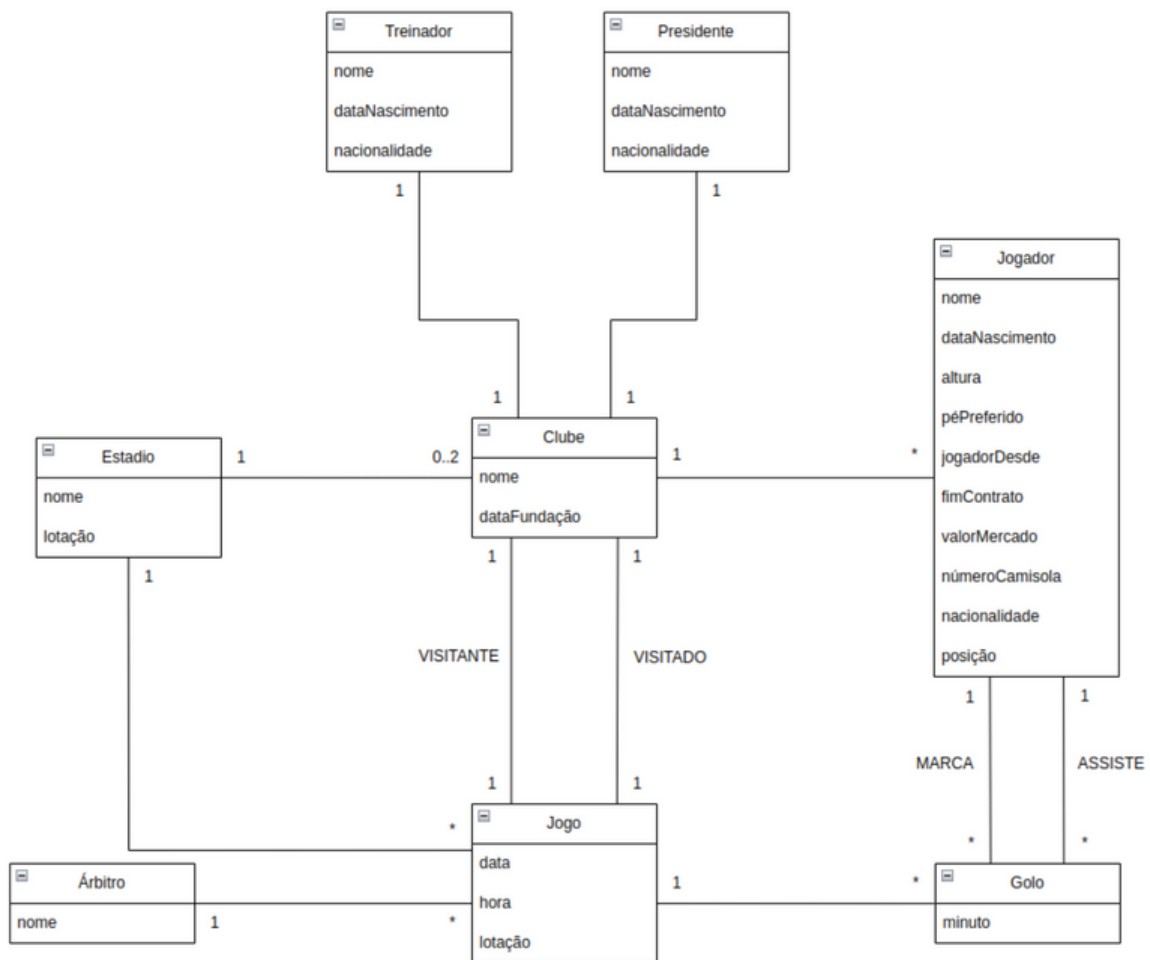 Treinador
nome
dataNascimento
nacionalidade
1
Presidente
nome
dataNascimento
nacionalidade
1
Jogador
nome
dataNascimento
altura
péPreferido
jogadorDesde
fimContrato
valorMercado
númeroCamisola
nacionalidade
posição
1
1
1
1
Estadio
nome
lotação
1
0..2
1
Clube
nome
dataFundação
1
*
1
1
VISITANTE
VISITADO
MARCA
ASSISTE
1
1
*
*
*
Jogo
data
hora
lotação
Árbitro
nome
1
*
1
*
Golo
minuto